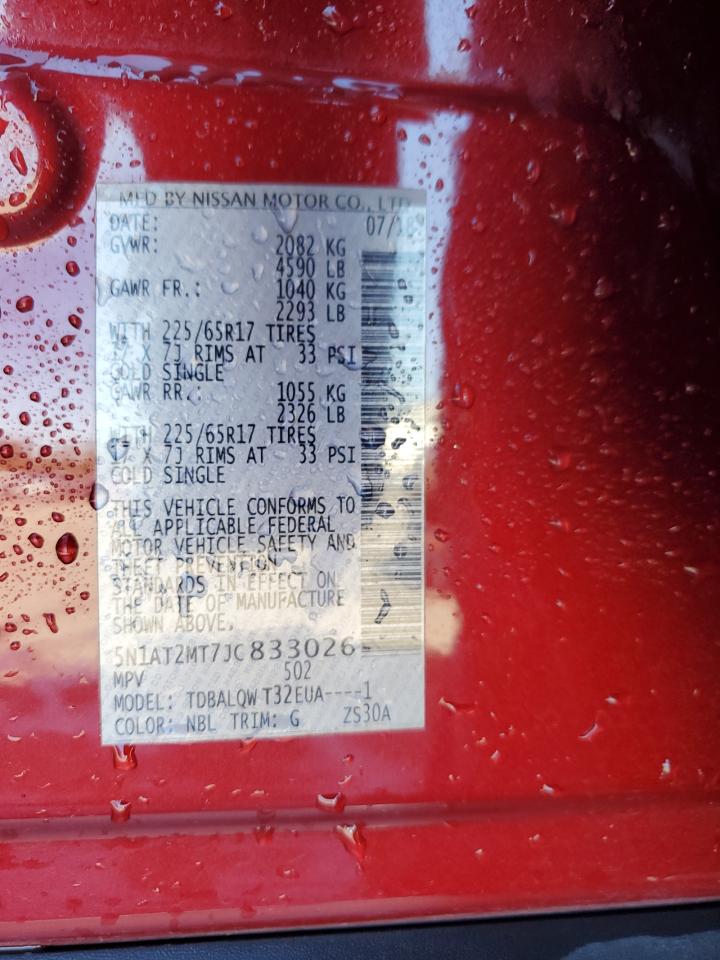 MFD BY NISSAN MOTOR CO., LTD
DATE: 07/18
GVWR: 2082 KG
4590 LB
GAWR FR.: 1040 KG
2293 LB
WITH 225/65R17 TIRES
17 X 7J RIMS AT 33 PSI
COLD SINGLE
GAWR RR.: 1055 KG
2326 LB
WITH 225/65R17 TIRES
17 X 7J RIMS AT 33 PSI
COLD SINGLE
THIS VEHICLE CONFORMS TO
ALL APPLICABLE FEDERAL
MOTOR VEHICLE SAFETY AND
THEFT PREVENTION
STANDARDS IN EFFECT ON
THE DATE OF MANUFACTURE
SHOWN ABOVE.
5N1AT2MT7JC833026
MPV 502
MODEL: TDBALQW T32EUA----1
COLOR: NBL TRIM: G ZS30A